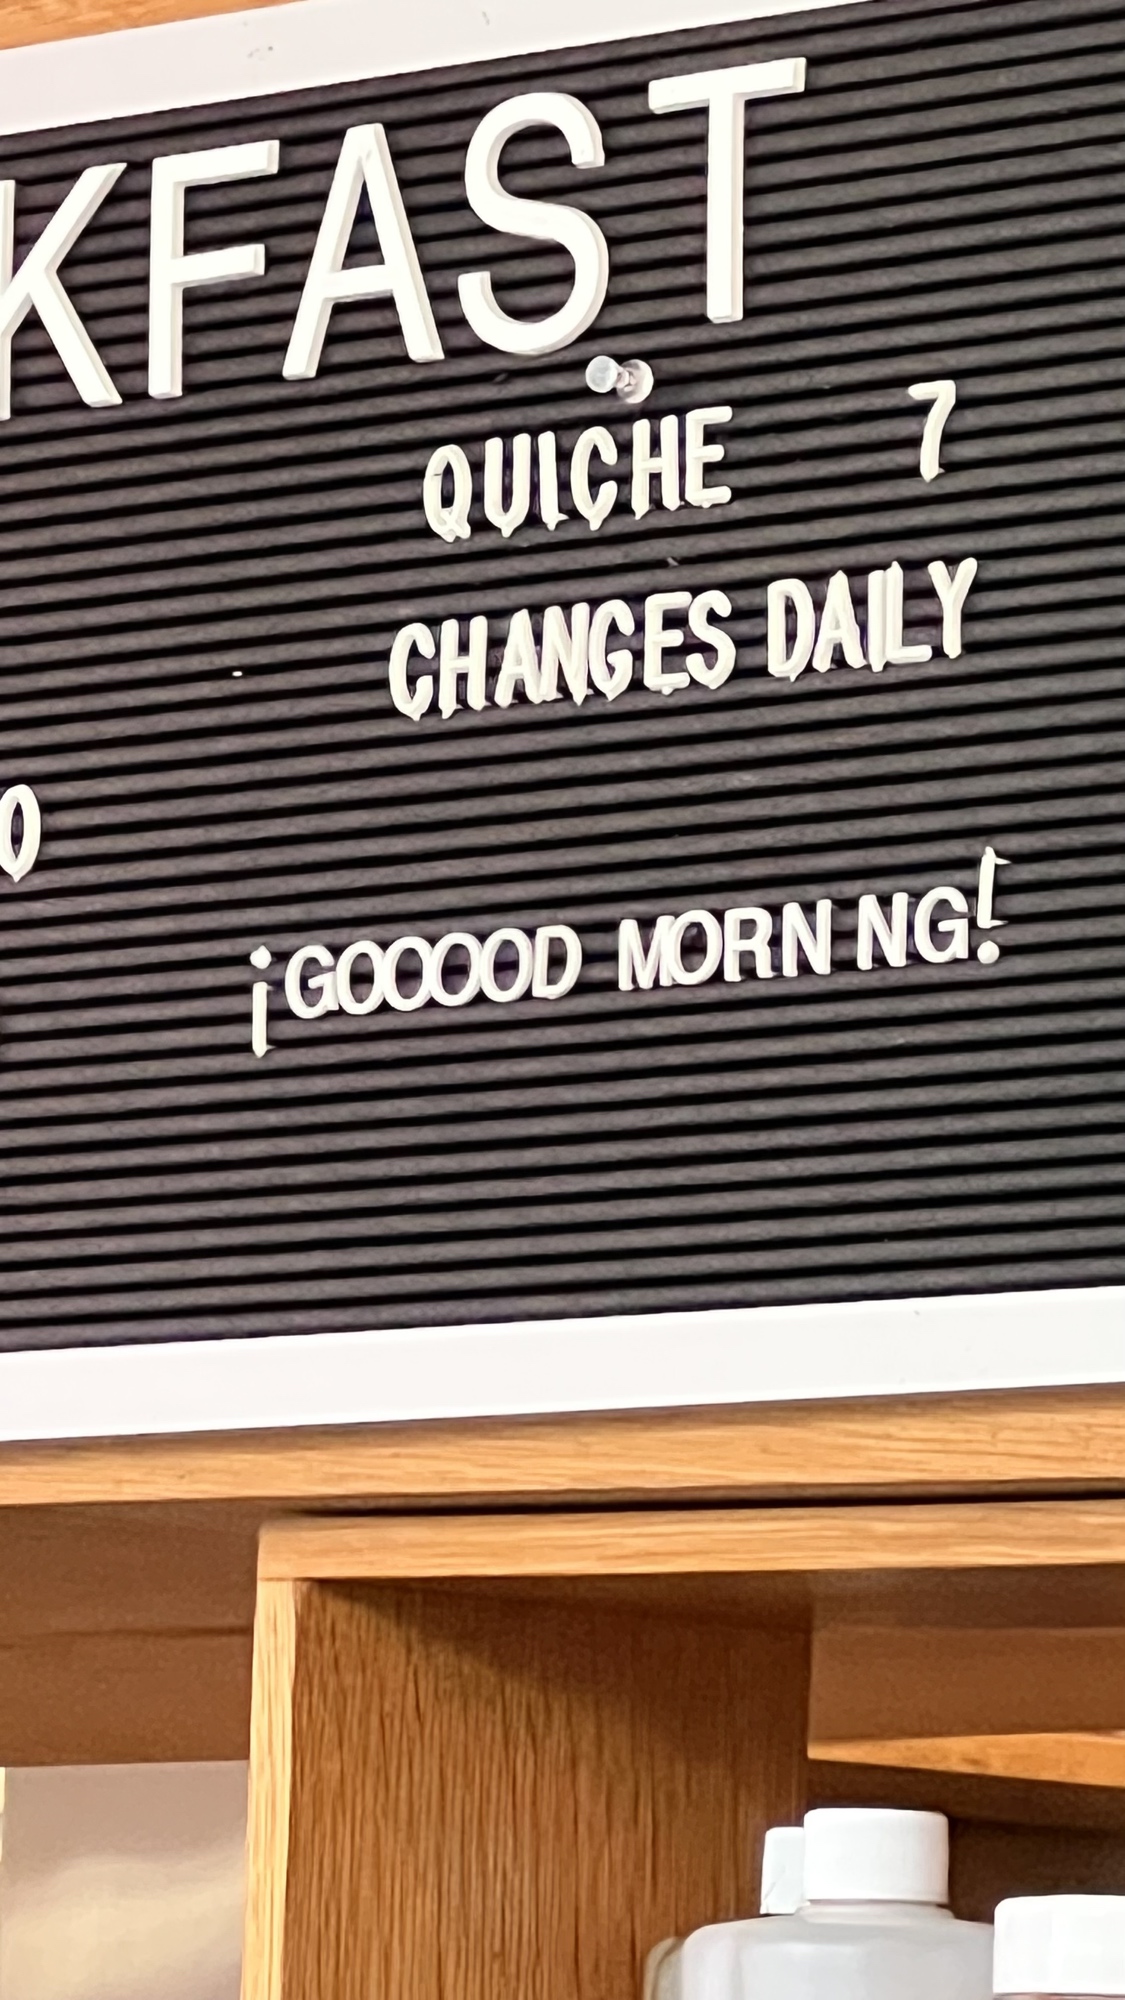 KFAST
QUICHE 7
CHANGES DAILY
O
¡GOOOOD MORN NG!